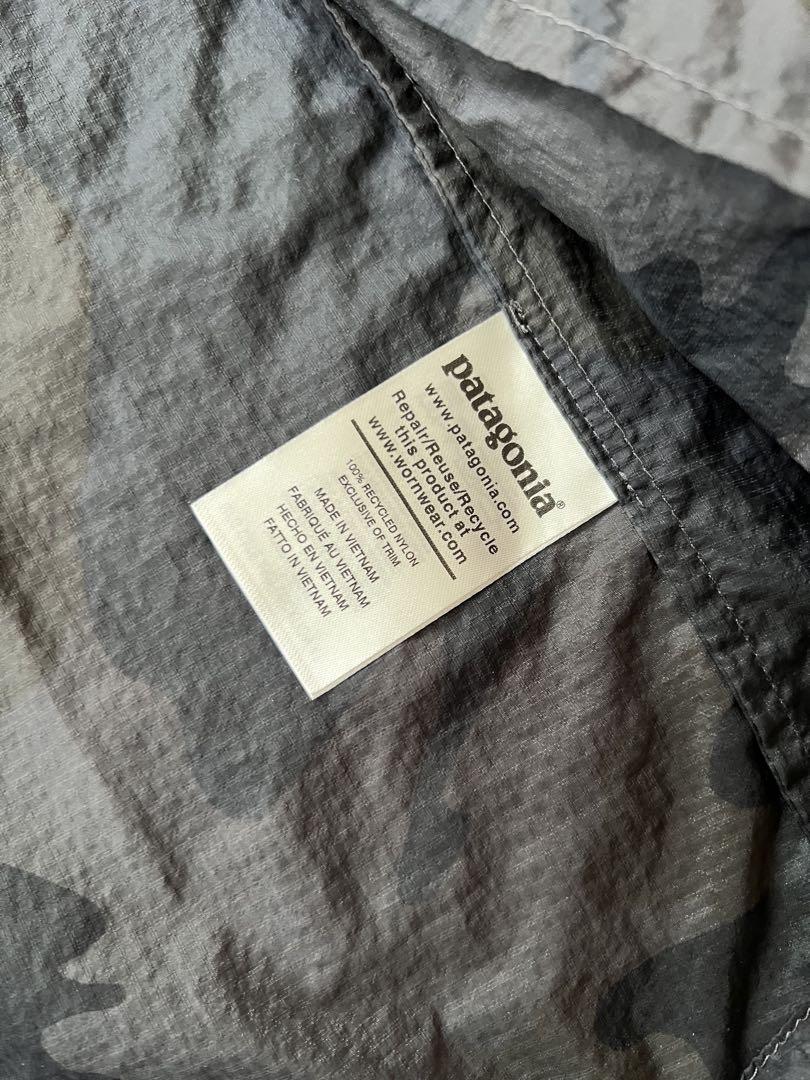 patagonia®
www.patagonia.com
Repair/Reuse/Recycle
this product at
www.wornwear.com
100% RECYCLED NYLON
EXCLUSIVE OF TRIM
MADE IN VIETNAM
FABRIQUÉ AU VIETNAM
HECHO EN VIETNAM
FATTO IN VIETNAM